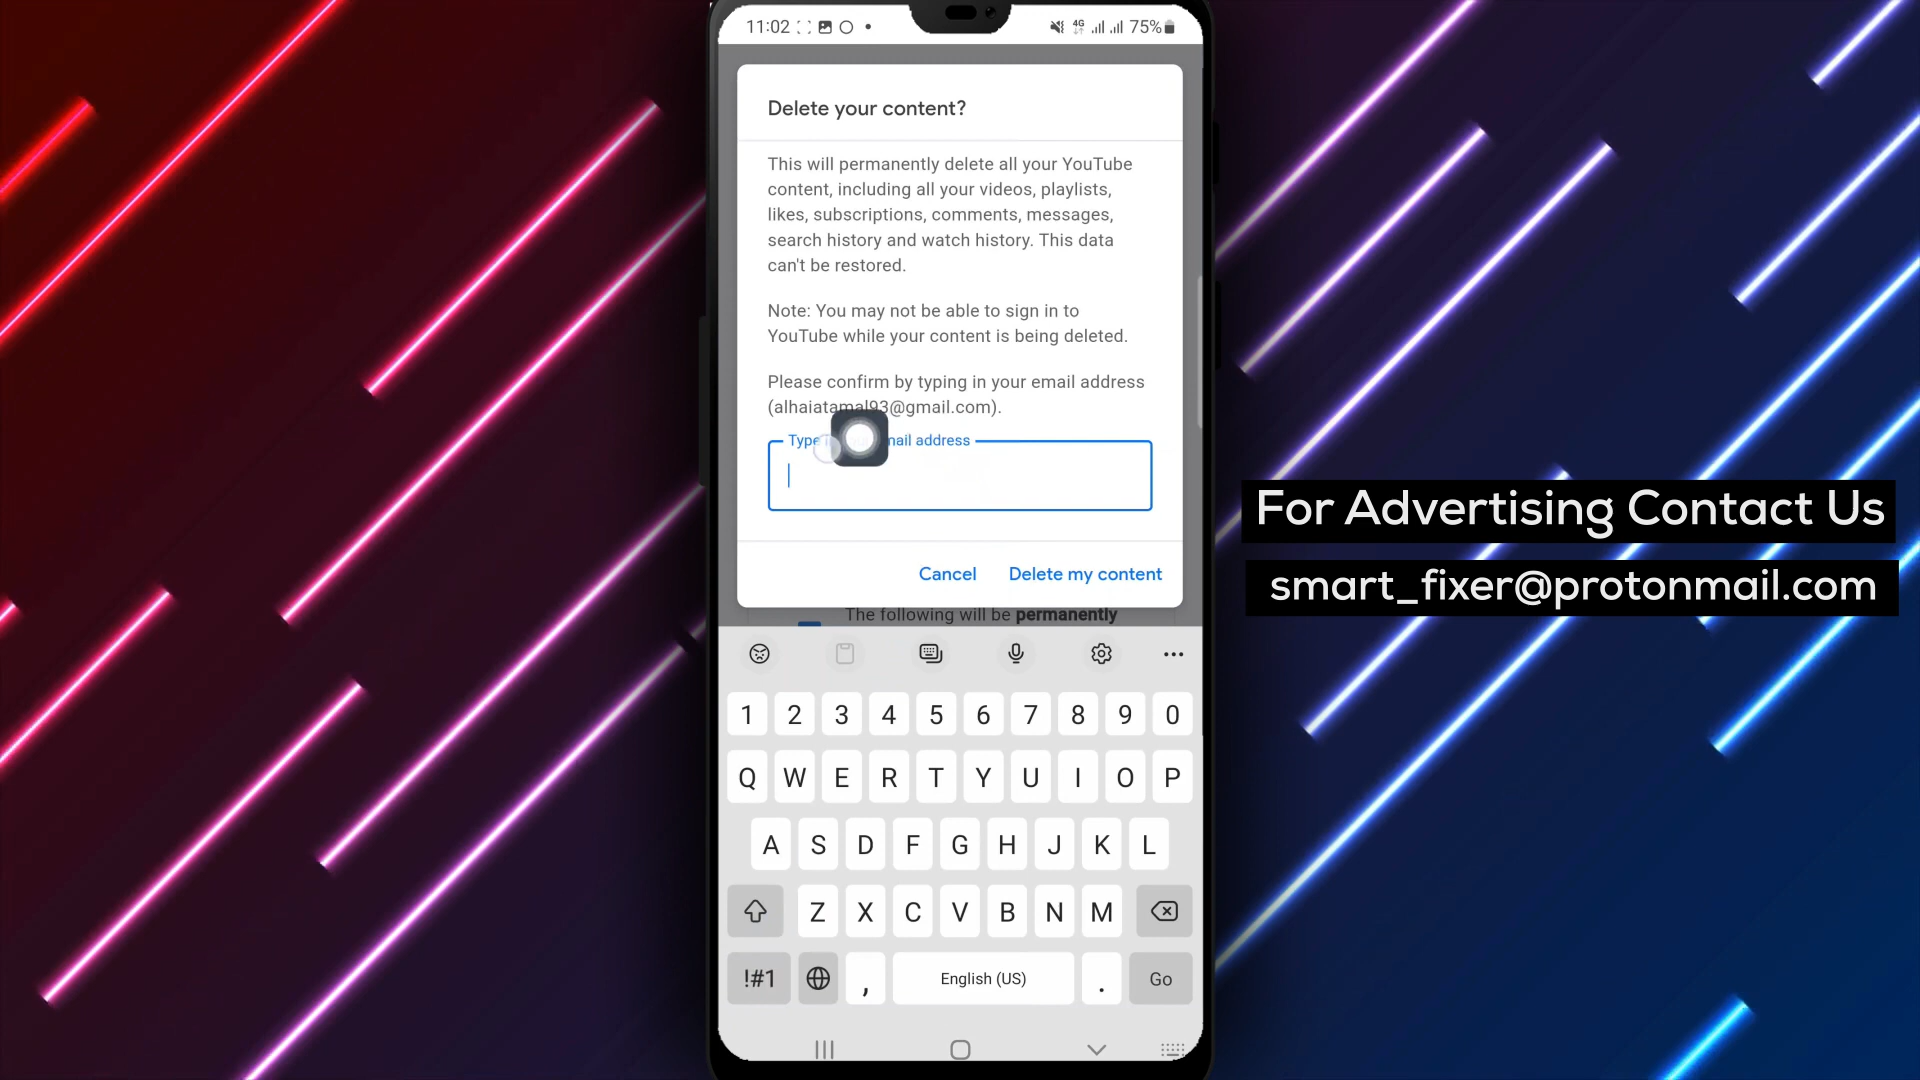 11:02
4G
75%
Delete your content?
This will permanently delete all your YouTube
content, including all your videos, playlists,
likes, subscriptions, comments, messages,
search history and watch history. This data
can't be restored.
Note: You may not be able to sign in to
YouTube while your content is being deleted.
Please confirm by typing in your email address
(alhaiatamal93@gmail.com).
Type address
Cancel Delete my content
The following will be permanently
For Advertising Contact Us
smart_fixer@protonmail.com
1 2 3 4 5 6 7 8 9 0
Q W E R T Y U I O P
A S D F G H J K L
Z X C V B N M
!#1 , English (US) . Go